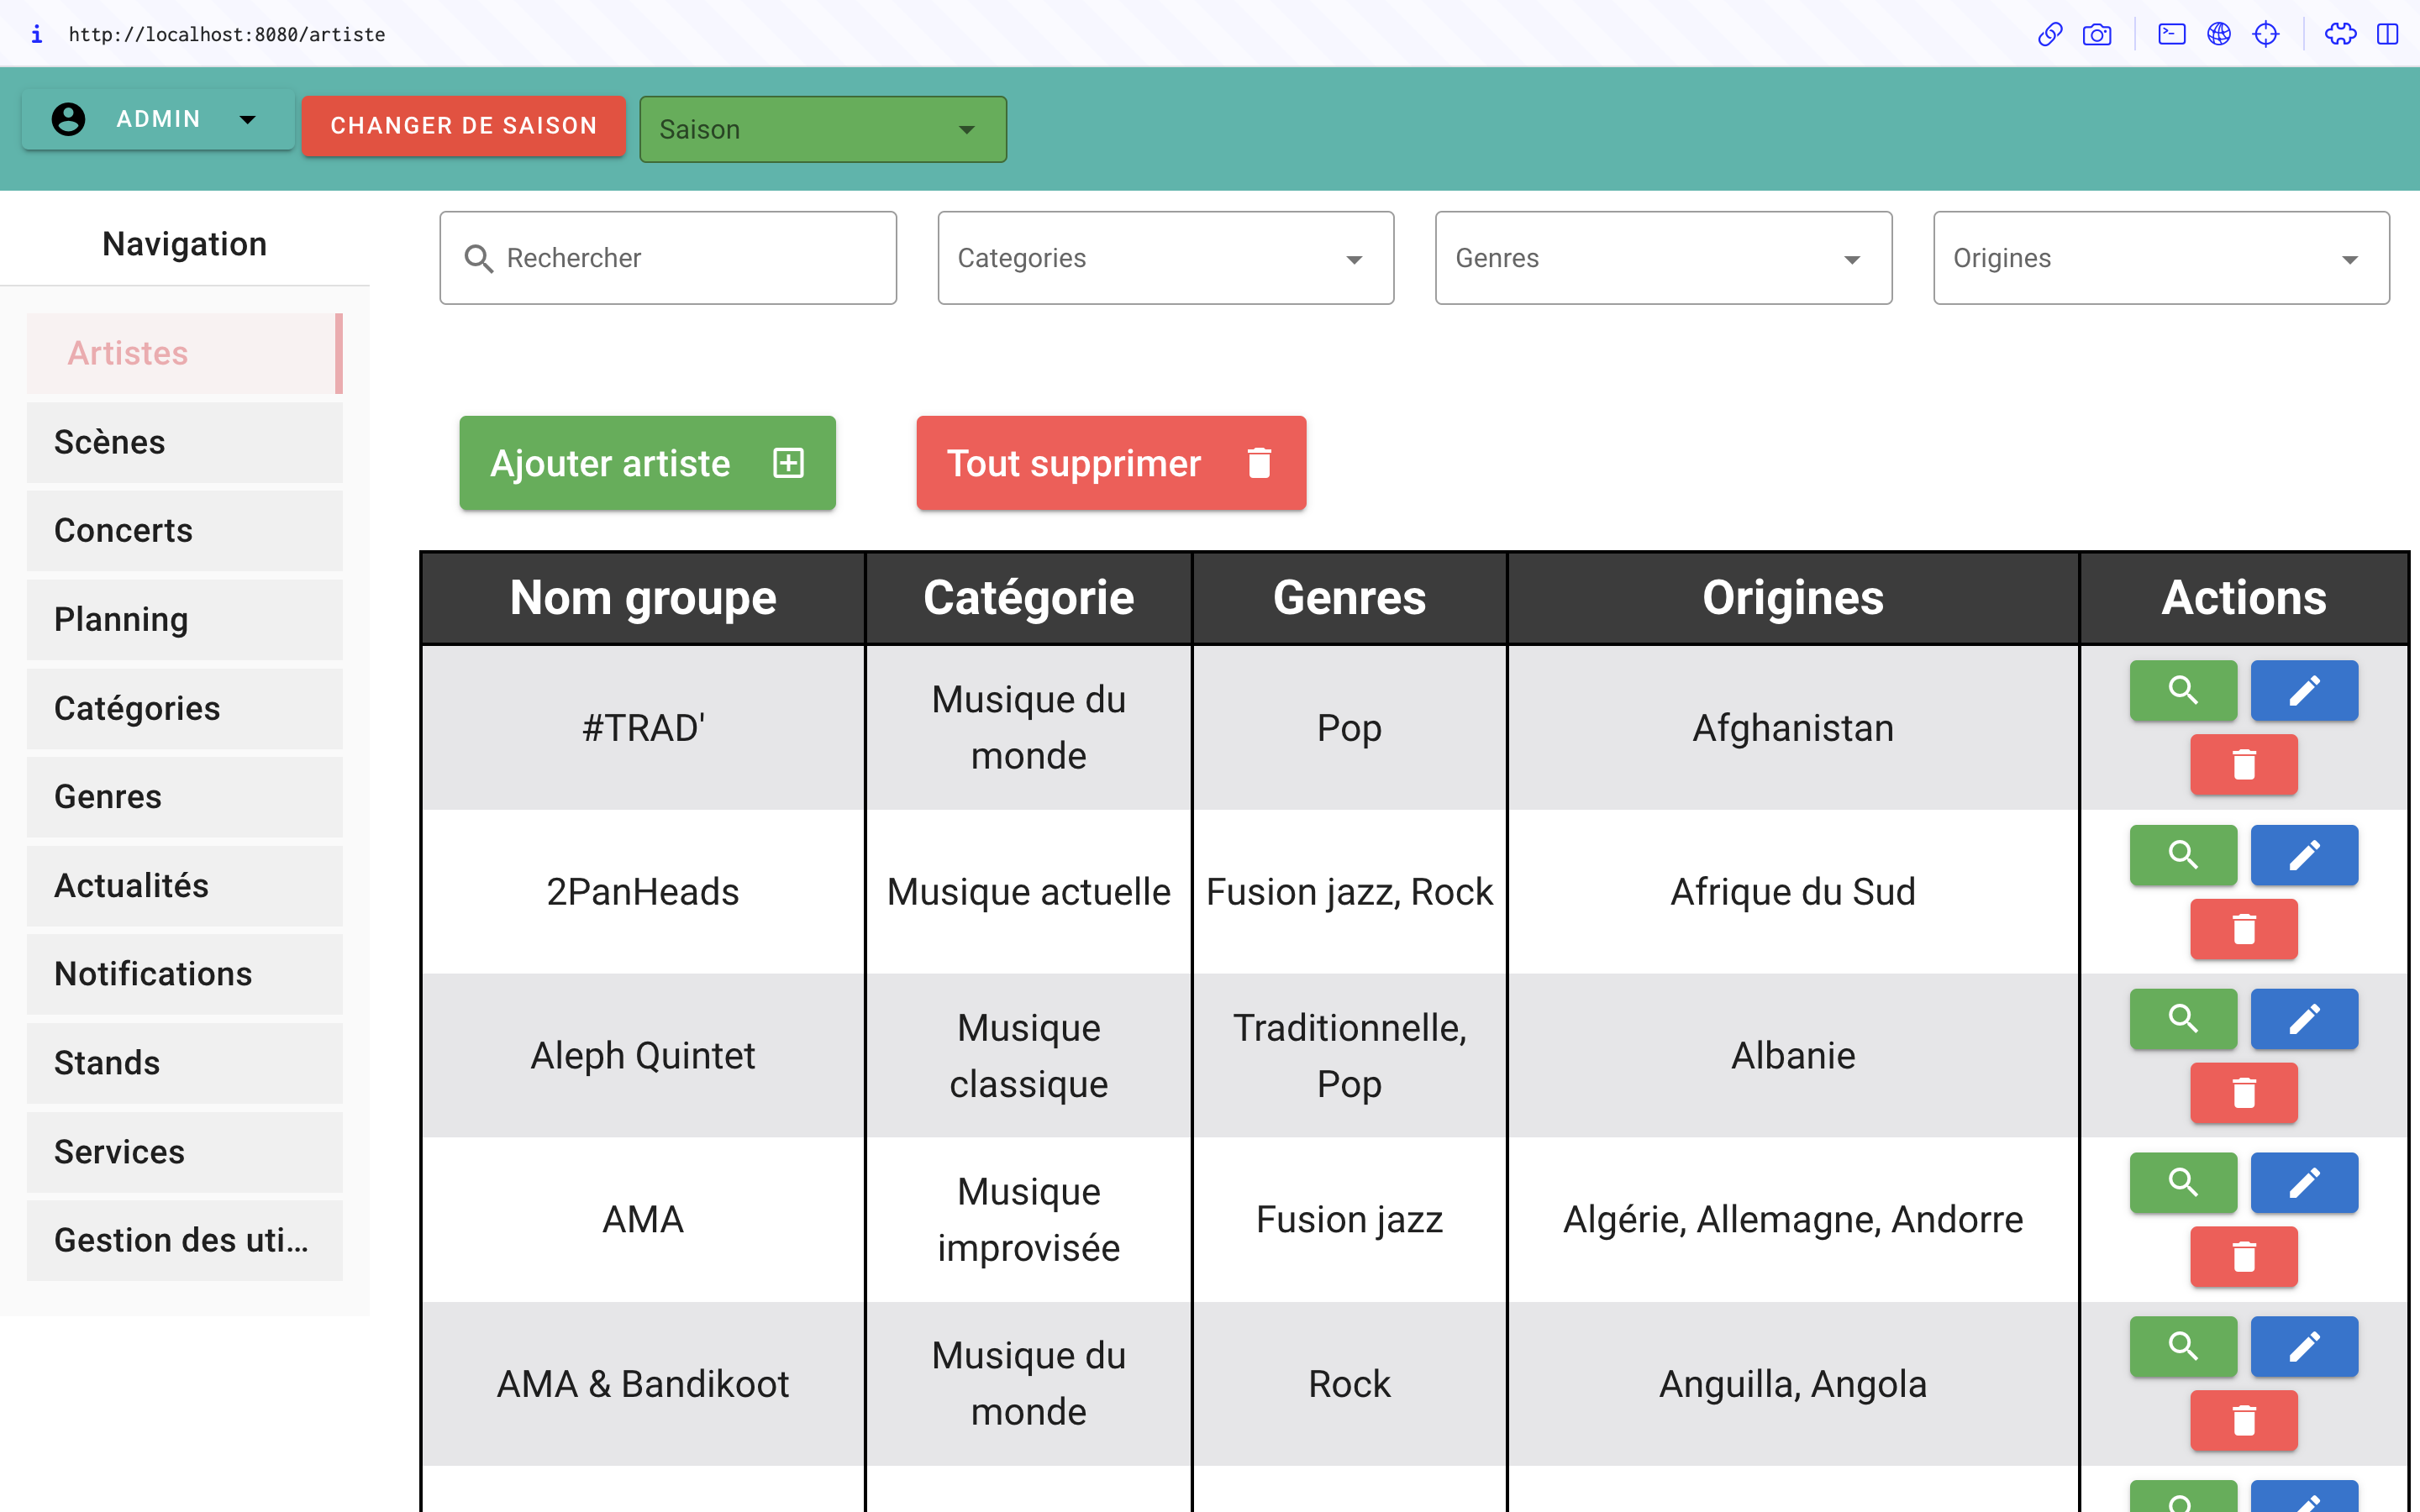 http://localhost:8080/artiste
ADMIN
CHANGER DE SAISON
Saison
Navigation
Artistes
Scènes
Concerts
Planning
Catégories
Genres
Actualités
Notifications
Stands
Services
Gestion des uti...
Rechercher
Categories
Genres
Origines
Ajouter artiste
Tout supprimer
Nom groupe Catégorie Genres Origines Actions
#TRAD'
Musique du
monde
Pop
Afghanistan
2PanHeads
Musique actuelle
Fusion jazz, Rock
Afrique du Sud
Aleph Quintet
Musique
classique
Traditionnelle,
Pop
Albanie
AMA
Musique
improvisée
Fusion jazz
Algérie, Allemagne, Andorre
AMA & Bandikoot
Musique du
monde
Rock
Anguilla, Angola